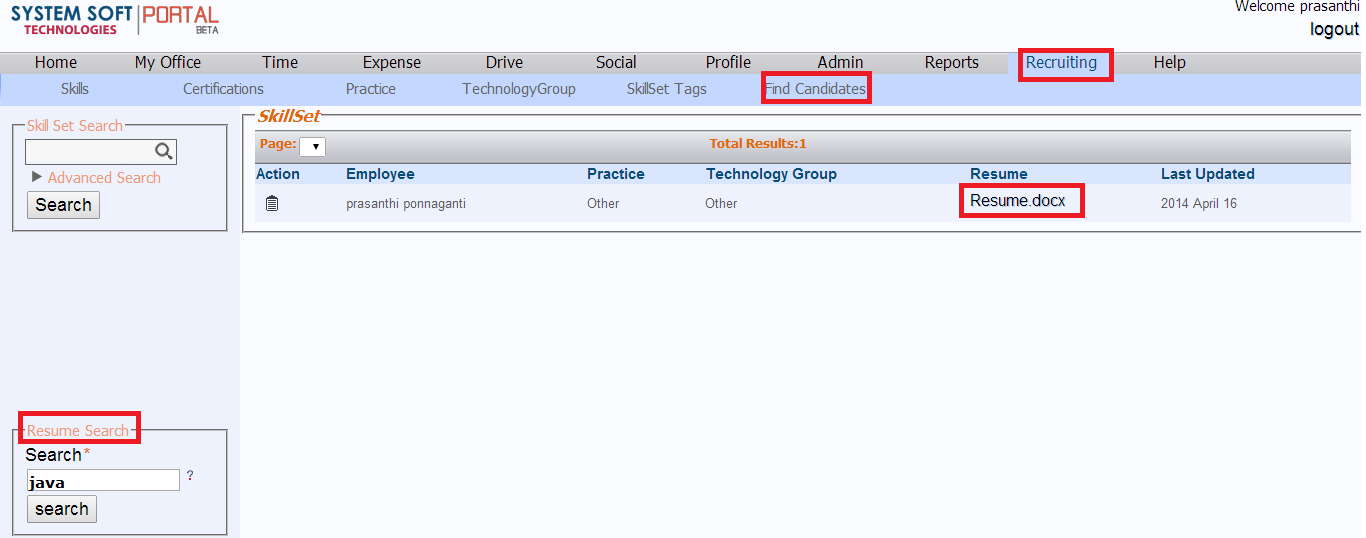 SYSTEM SOFT PORTAL
TECHNOLOGIES BETA
Welcome prasanthi
logout
Home My Office Time Expense Drive Social Profile Admin Reports Recruiting Help
Skills Certifications Practice TechnologyGroup SkillSet Tags Find Candidates
Skill Set Search
Advanced Search
Search
SkillSet
Page: Total Results:1
Action Employee Practice Technology Group Resume Last Updated
prasanthi ponnaganti Other Other Resume.docx 2014 April 16
Resume Search
Search*
java ?
search